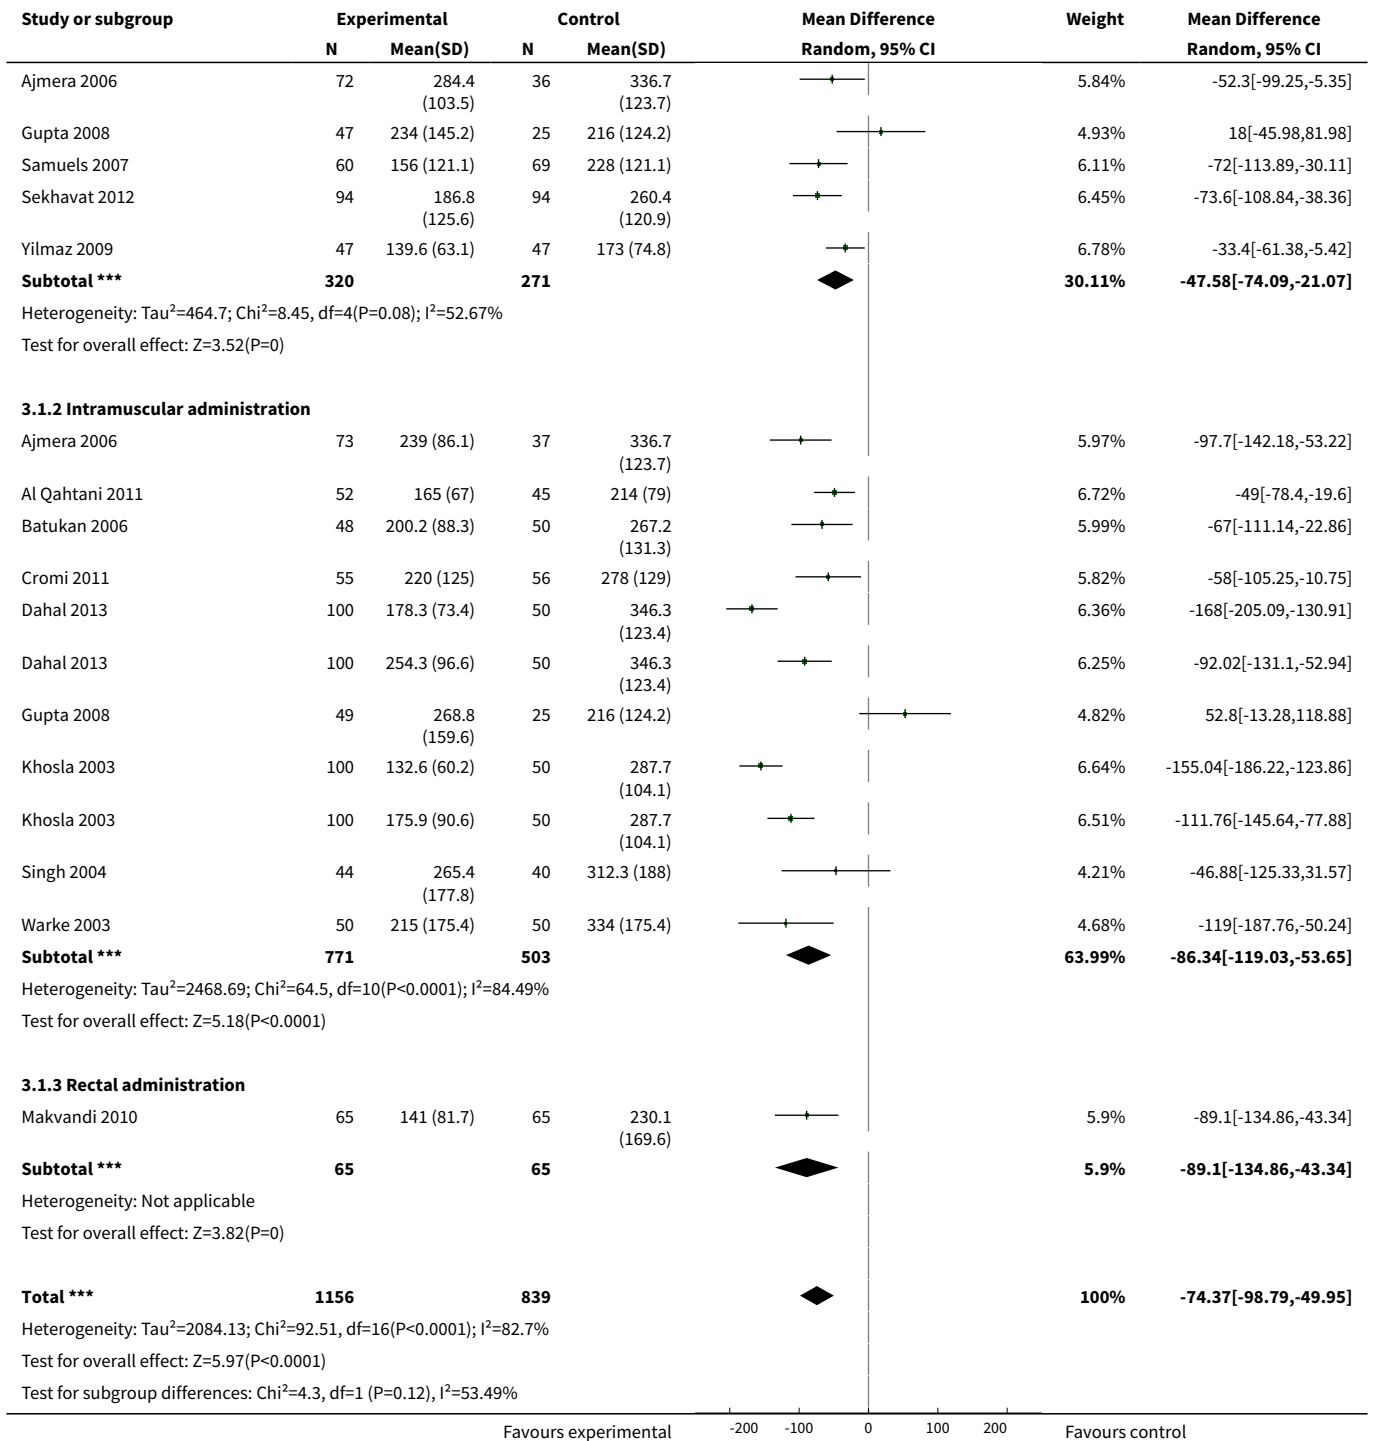 Study or subgroup Experimental Control Mean Difference Weight Mean Difference
N Mean(SD) N Mean(SD) Random, 95% CI Random, 95% CI
Ajmera 2006 72 284.4 36 336.7 5.84% -52.3[-99.25,-5.35]
(103.5) (123.7)
Gupta 2008 47 234 (145.2) 25 216 (124.2) 4.93% 18[-45.98,81.98]
Samuels 2007 60 156 (121.1) 69 228 (121.1) 6.11% -72[-113.89,-30.11]
Sekhavat 2012 94 186.8 94 260.4 6.45% -73.6[-108.84,-38.36]
(125.6) (120.9)
Yilmaz 2009 47 139.6 (63.1) 47 173 (74.8) 6.78% -33.4[-61.38,-5.42]
Subtotal *** 320 271 30.11% -47.58[-74.09,-21.07]
Heterogeneity: Tau²=464.7; Chi²=8.45, df=4(P=0.08); I²=52.67%
Test for overall effect: Z=3.52(P=0)
3.1.2 Intramuscular administration
Ajmera 2006 73 239 (86.1) 37 336.7 5.97% -97.7[-142.18,-53.22]
(123.7)
Al Qahtani 2011 52 165 (67) 45 214 (79) 6.72% -49[-78.4,-19.6]
Batukan 2006 48 200.2 (88.3) 50 267.2 5.99% -67[-111.14,-22.86]
(131.3)
Cromi 2011 55 220 (125) 56 278 (129) 5.82% -58[-105.25,-10.75]
Dahal 2013 100 178.3 (73.4) 50 346.3 6.36% -168[-205.09,-130.91]
(123.4)
Dahal 2013 100 254.3 (96.6) 50 346.3 6.25% -92.02[-131.1,-52.94]
(123.4)
Gupta 2008 49 268.8 25 216 (124.2) 4.82% 52.8[-13.28,118.88]
(159.6)
Khosla 2003 100 132.6 (60.2) 50 287.7 6.64% -155.04[-186.22,-123.86]
(104.1)
Khosla 2003 100 175.9 (90.6) 50 287.7 6.51% -111.76[-145.64,-77.88]
(104.1)
Singh 2004 44 265.4 40 312.3 (188) 4.21% -46.88[-125.33,31.57]
(177.8)
Warke 2003 50 215 (175.4) 50 334 (175.4) 4.68% -119[-187.76,-50.24]
Subtotal *** 771 503 63.99% -86.34[-119.03,-53.65]
Heterogeneity: Tau²=2468.69; Chi²=64.5, df=10(P<0.0001); I²=84.49%
Test for overall effect: Z=5.18(P<0.0001)
3.1.3 Rectal administration
Makvandi 2010 65 141 (81.7) 65 230.1 5.9% -89.1[-134.86,-43.34]
(169.6)
Subtotal *** 65 65 5.9% -89.1[-134.86,-43.34]
Heterogeneity: Not applicable
Test for overall effect: Z=3.82(P=0)
Total *** 1156 839 100% -74.37[-98.79,-49.95]
Heterogeneity: Tau²=2084.13; Chi²=92.51, df=16(P<0.0001); I²=82.7%
Test for overall effect: Z=5.97(P<0.0001)
Test for subgroup differences: Chi²=4.3, df=1 (P=0.12), I²=53.49%
Favours experimental -200 -100 0 100 200 Favours control